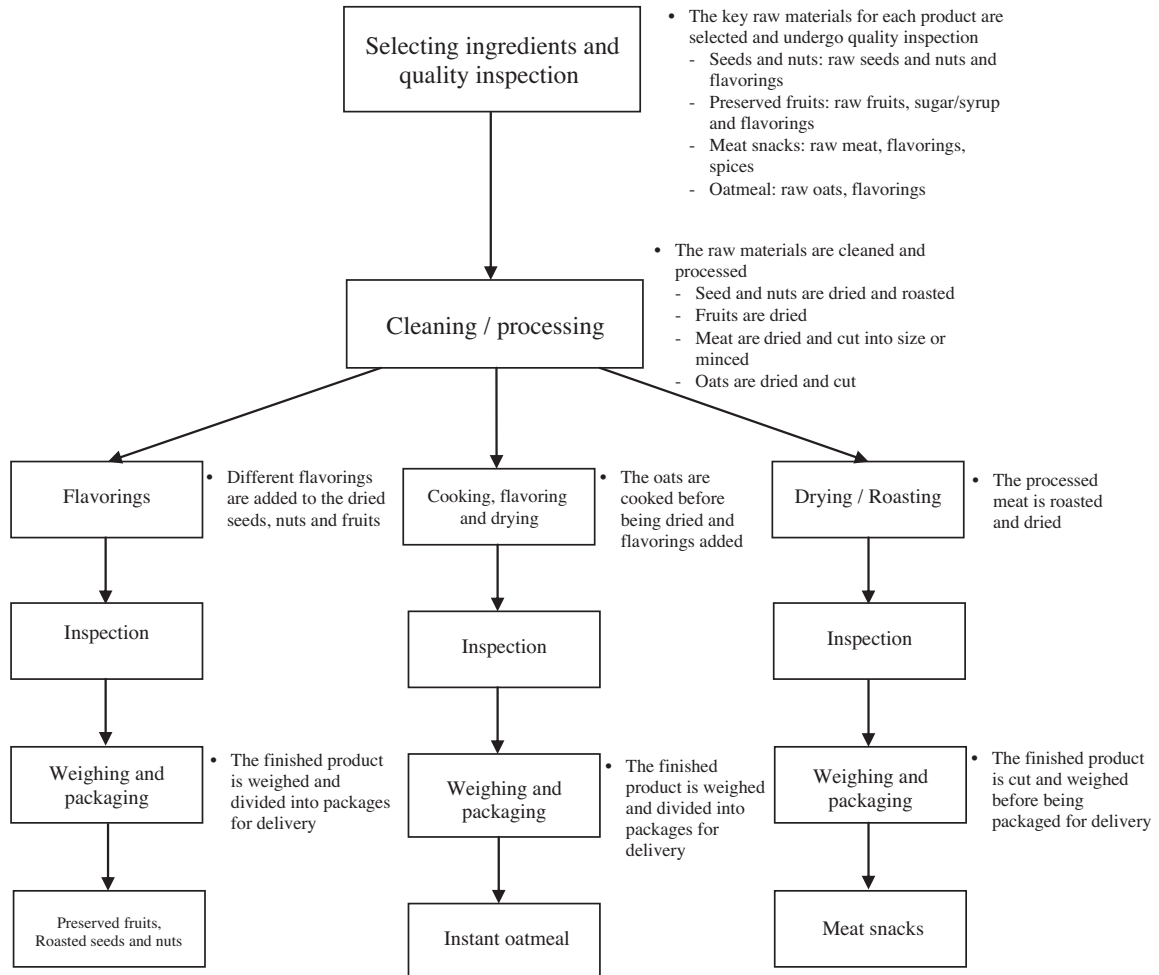 Selecting ingredients and
quality inspection
• The key raw materials for each product are
selected and undergo quality inspection
- Seeds and nuts: raw seeds and nuts and
flavorings
- Preserved fruits: raw fruits, sugar/syrup
and flavorings
- Meat snacks: raw meat, flavorings,
spices
- Oatmeal: raw oats, flavorings
Cleaning / processing
• The raw materials are cleaned and
processed
- Seed and nuts are dried and roasted
- Fruits are dried
- Meat are dried and cut into size or
minced
- Oats are dried and cut
Flavorings
• Different flavorings
are added to the dried
seeds, nuts and fruits
Cooking, flavoring
and drying
• The oats are
cooked before
being dried and
flavorings added
Drying / Roasting
• The processed
meat is roasted
and dried
Inspection
Inspection
Inspection
Weighing and
packaging
• The finished product
is weighed and
divided into packages
for delivery
Weighing and
packaging
• The finished
product is weighed
and divided into
packages for
delivery
Weighing and
packaging
• The finished product
is cut and weighed
before being
packaged for delivery
Preserved fruits,
Roasted seeds and nuts
Instant oatmeal
Meat snacks